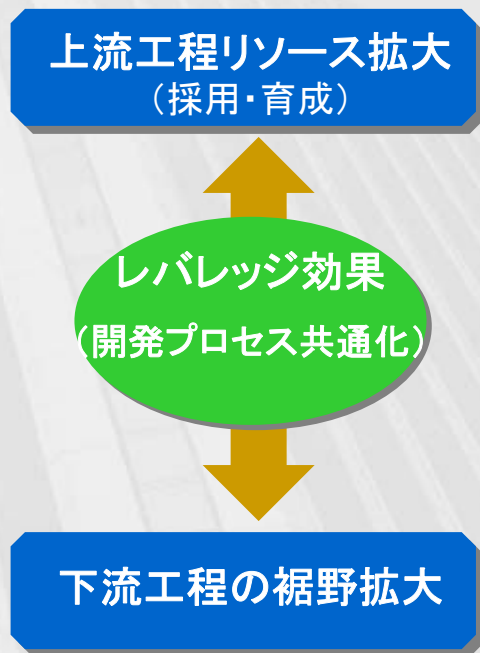 上流工程リソース拡大
（採用・育成）
レバレッジ効果
（開発プロセス共通化）
下流工程の裾野拡大